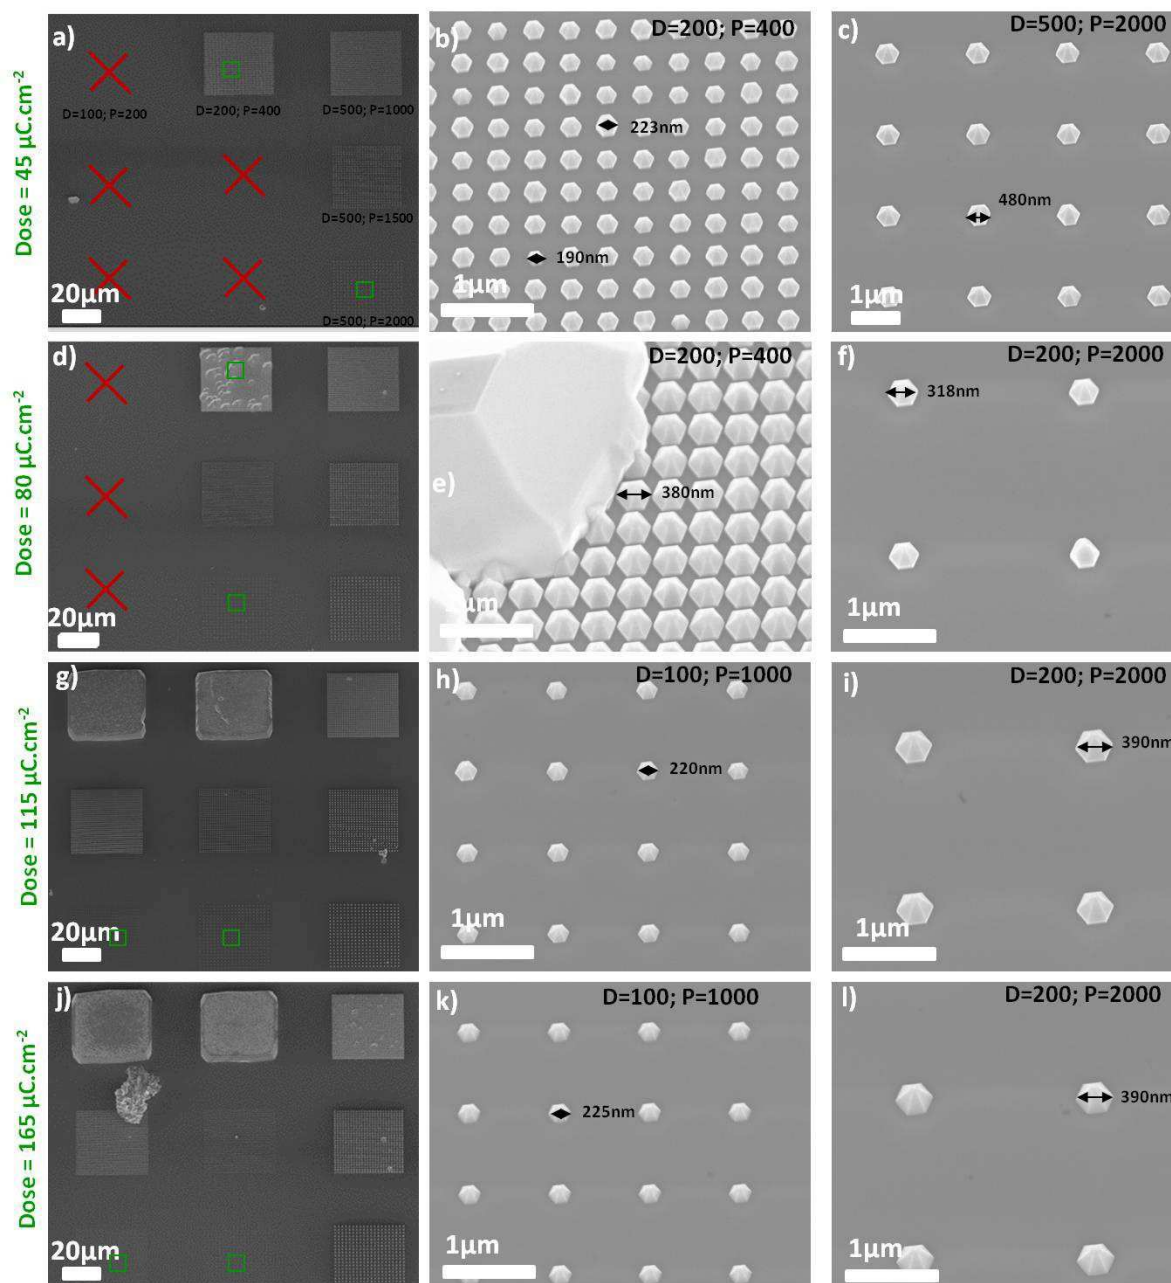 Dose = 45 µC.cm-2
a)
D=100; P=200
D=200; P=400
D=500; P=1000
D=500; P=1500
D=500; P=2000
20µm
b)
D=200; P=400
223nm
190nm
1µm
c)
D=500; P=2000
480nm
1µm
Dose = 80 µC.cm-2
d)
20µm
D=200; P=400
e)
380nm
f)
D=200; P=2000
318nm
1µm
Dose = 115 µC.cm-2
g)
20µm
h)
D=100; P=1000
220nm
1µm
i)
D=200; P=2000
390nm
1µm
Dose = 165 µC.cm-2
j)
20µm
k)
D=100; P=1000
225nm
1µm
l)
D=200; P=2000
390nm
1µm